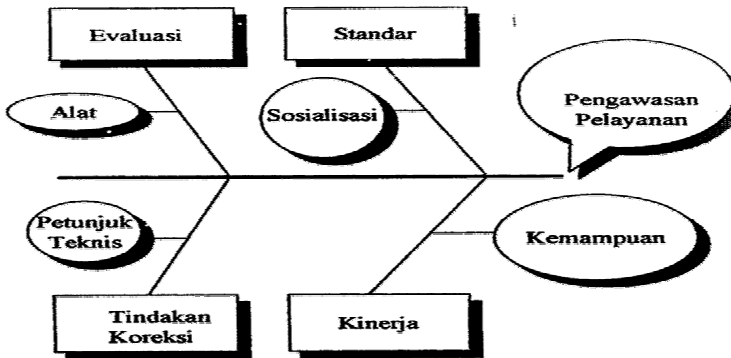 Evaluasi
Standar
Alat
Sosialisasi
Pengawasan
Pelayanan
Petunjuk
Teknis
Kemampuan
Tindakan
Koreksi
Kinerja